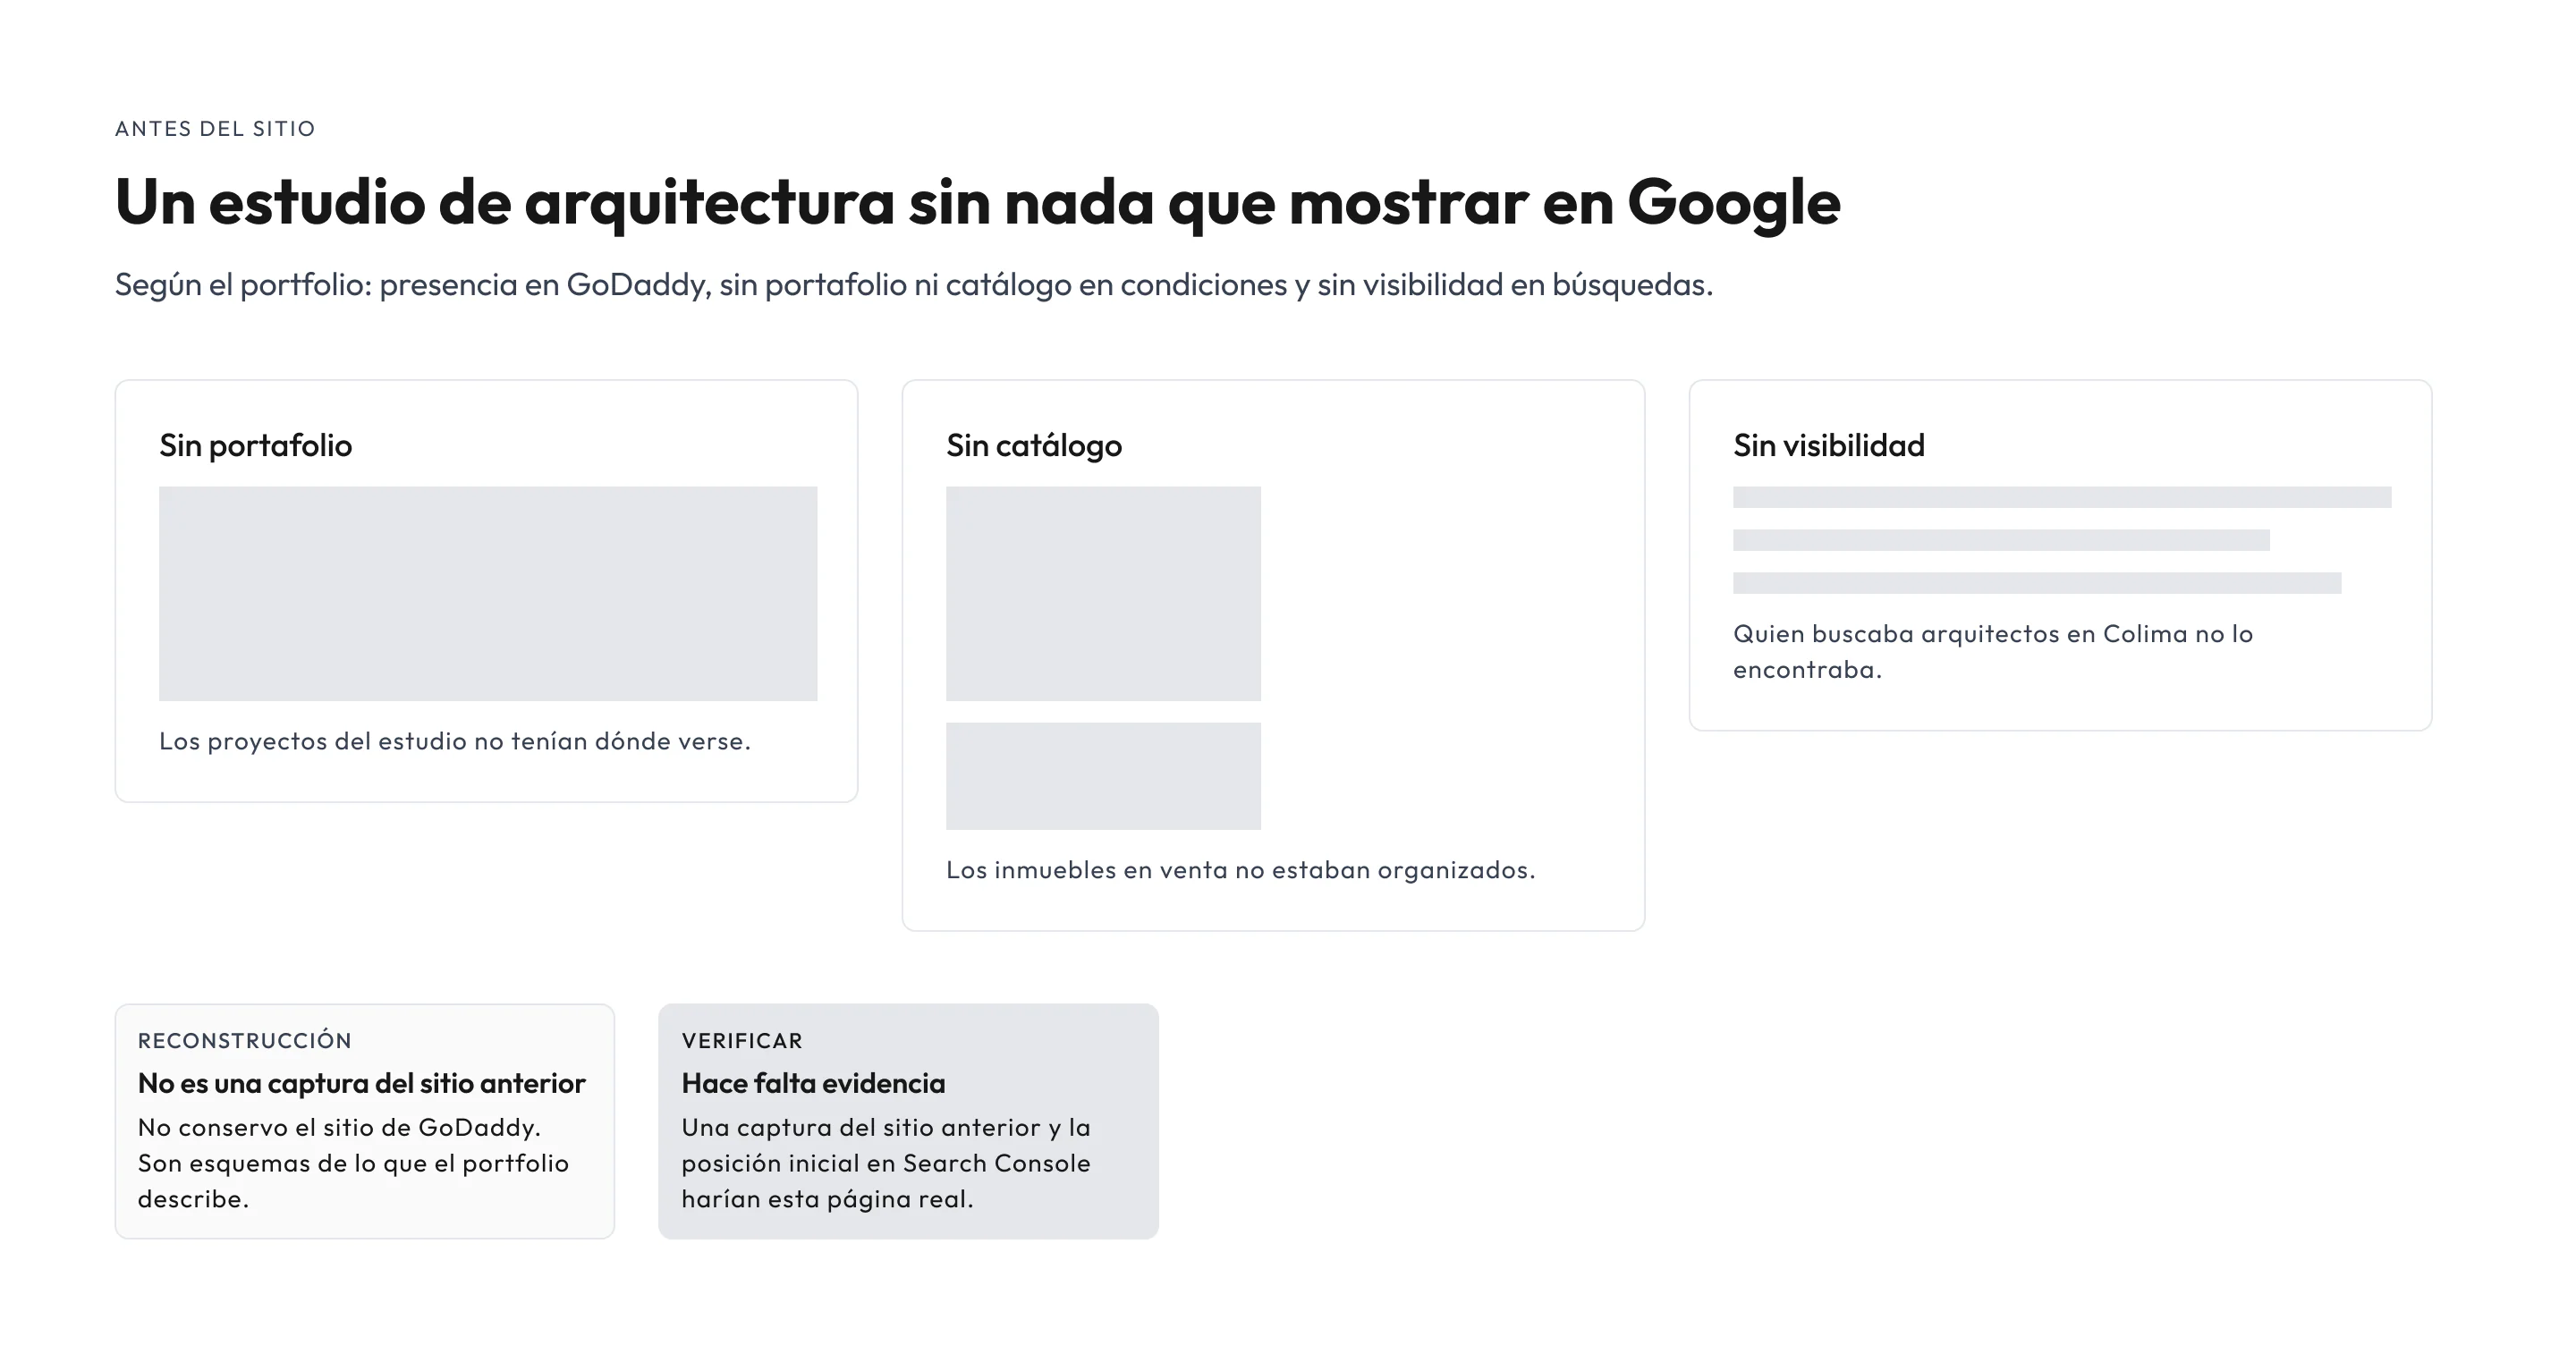 ANTES DEL SITIO
Un estudio de arquitectura sin nada que mostrar en Google
Según el portfolio: presencia en GoDaddy, sin portafolio ni catálogo en condiciones y sin visibilidad en búsquedas.
Sin portafolio
Los proyectos del estudio no tenían dónde verse.
Sin catálogo
Los inmuebles en venta no estaban organizados.
Sin visibilidad
Quien buscaba arquitectos en Colima no lo
encontraba.
RECONSTRUCCIÓN
No es una captura del sitio anterior
No conservo el sitio de GoDaddy.
Son esquemas de lo que el portfolio
describe.
VERIFICAR
Hace falta evidencia
Una captura del sitio anterior y la
posición inicial en Search Console
harían esta página real.